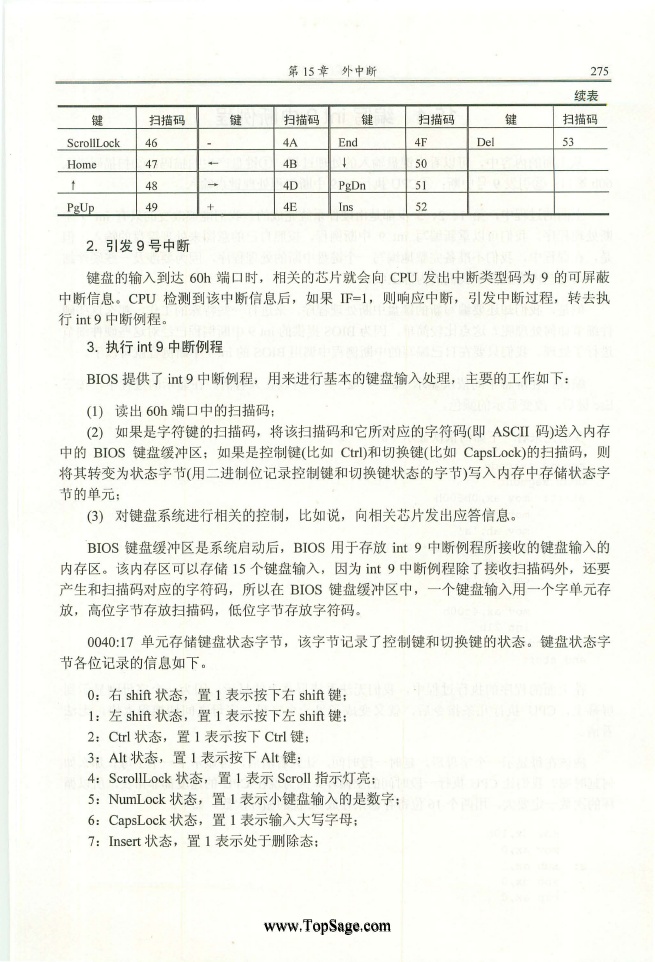 第 15 章 外中断 275
续表
键 扫描码 键 扫描码 键 扫描码 键 扫描码
ScrollLock 46 - 4A End 4F Del 53
Home 47 ← 4B ↓ 50
↑ 48 → 4D PgDn 51
PgUp 49 + 4E Ins 52
2. 引发 9 号中断
键盘的输入到达 60h 端口时，相关的芯片就会向 CPU 发出中断类型码为 9 的可屏蔽
中断信息。CPU 检测到该中断信息后，如果 IF=1，则响应中断，引发中断过程，转去执
行 int 9 中断例程。
3. 执行 int 9 中断例程
BIOS 提供了 int 9 中断例程，用来进行基本的键盘输入处理，主要的工作如下：
(1) 读出 60h 端口中的扫描码；
(2) 如果是字符键的扫描码，将该扫描码和它所对应的字符码(即 ASCII 码)送入内存
中的 BIOS 键盘缓冲区；如果是控制键(比如 Ctrl)和切换键(比如 CapsLock)的扫描码，则
将其转变为状态字节(用二进制位记录控制键和切换键状态的字节)写入内存中存储状态字
节的单元；
(3) 对键盘系统进行相关的控制，比如说，向相关芯片发出应答信息。
BIOS 键盘缓冲区是系统启动后，BIOS 用于存放 int 9 中断例程所接收的键盘输入的
内存区。该内存区可以存储 15 个键盘输入，因为 int 9 中断例程除了接收扫描码外，还要
产生和扫描码对应的字符码，所以在 BIOS 键盘缓冲区中，一个键盘输入用一个字单元存
放，高位字节存放扫描码，低位字节存放字符码。
0040:17 单元存储键盘状态字节，该字节记录了控制键和切换键的状态。键盘状态字
节各位记录的信息如下。
0：右 shift 状态，置 1 表示按下右 shift 键；
1：左 shift 状态，置 1 表示按下左 shift 键；
2：Ctrl 状态，置 1 表示按下 Ctrl 键；
3：Alt 状态，置 1 表示按下 Alt 键；
4：ScrollLock 状态，置 1 表示 Scroll 指示灯亮；
5：NumLock 状态，置 1 表示小键盘输入的是数字；
6：CapsLock 状态，置 1 表示输入大写字母；
7：Insert 状态，置 1 表示处于删除态；
www.TopSage.com